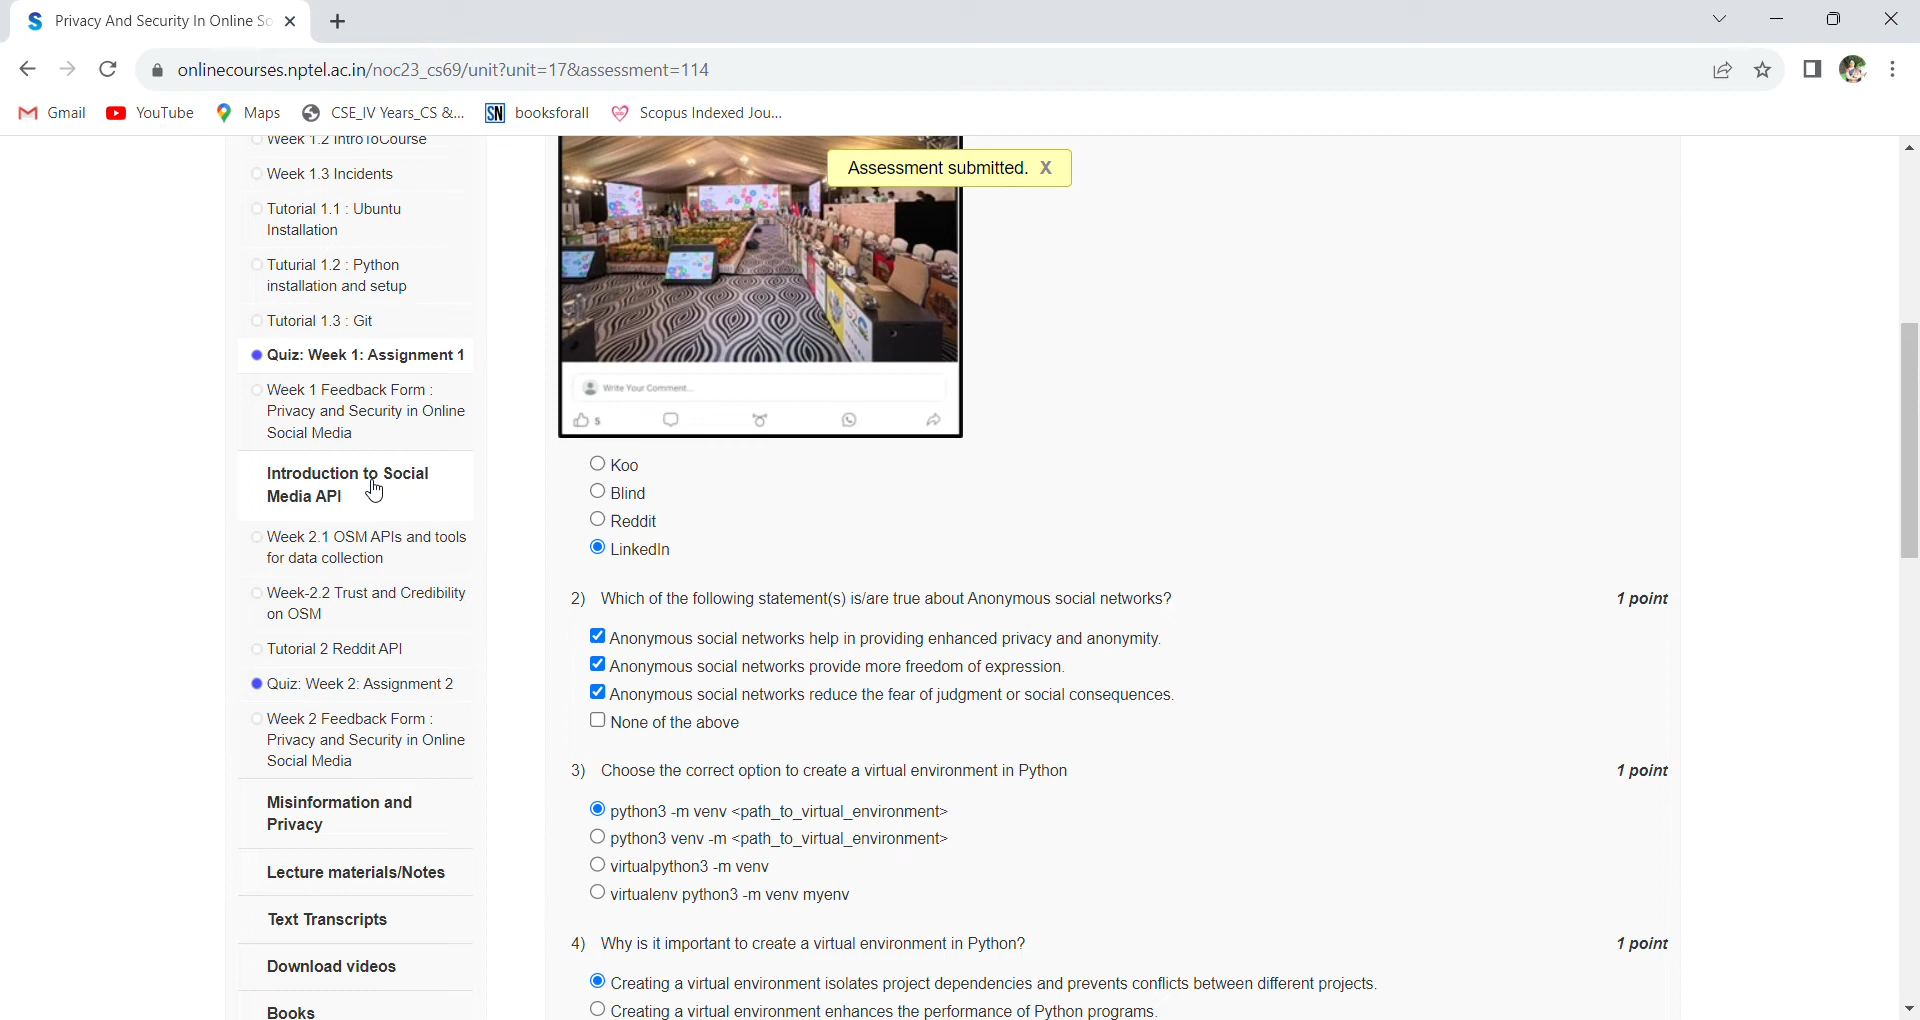 Privacy And Security In Online So
onlinecourses.nptel.ac.in/noc23_cs69/unit?unit=17&assessment=114
Gmail
YouTube
Maps
CSE_IV Years_CS &...
SN booksforall
Scopus Indexed Jou...
Assessment submitted. X
Week 1.2 IntroToCourse
Week 1.3 Incidents
Tutorial 1.1 : Ubuntu
Installation
Tuturial 1.2 : Python
installation and setup
Tutorial 1.3 : Git
Quiz: Week 1: Assignment 1
Week 1 Feedback Form :
Privacy and Security in Online
Social Media
Introduction to Social
Media API
Week 2.1 OSM APIs and tools
for data collection
Week-2.2 Trust and Credibility
on OSM
Tutorial 2 Reddit API
Quiz: Week 2: Assignment 2
Week 2 Feedback Form :
Privacy and Security in Online
Social Media
Misinformation and
Privacy
Lecture materials/Notes
Text Transcripts
Download videos
Books
Write Your Comment...
5
Koo
Blind
Reddit
LinkedIn
2) Which of the following statement(s) is/are true about Anonymous social networks? 1 point
Anonymous social networks help in providing enhanced privacy and anonymity.
Anonymous social networks provide more freedom of expression.
Anonymous social networks reduce the fear of judgment or social consequences.
None of the above
3) Choose the correct option to create a virtual environment in Python 1 point
python3 -m venv <path_to_virtual_environment>
python3 venv -m <path_to_virtual_environment>
virtualpython3 -m venv
virtualenv python3 -m venv myenv
4) Why is it important to create a virtual environment in Python? 1 point
Creating a virtual environment isolates project dependencies and prevents conflicts between different projects.
Creating a virtual environment enhances the performance of Python programs.